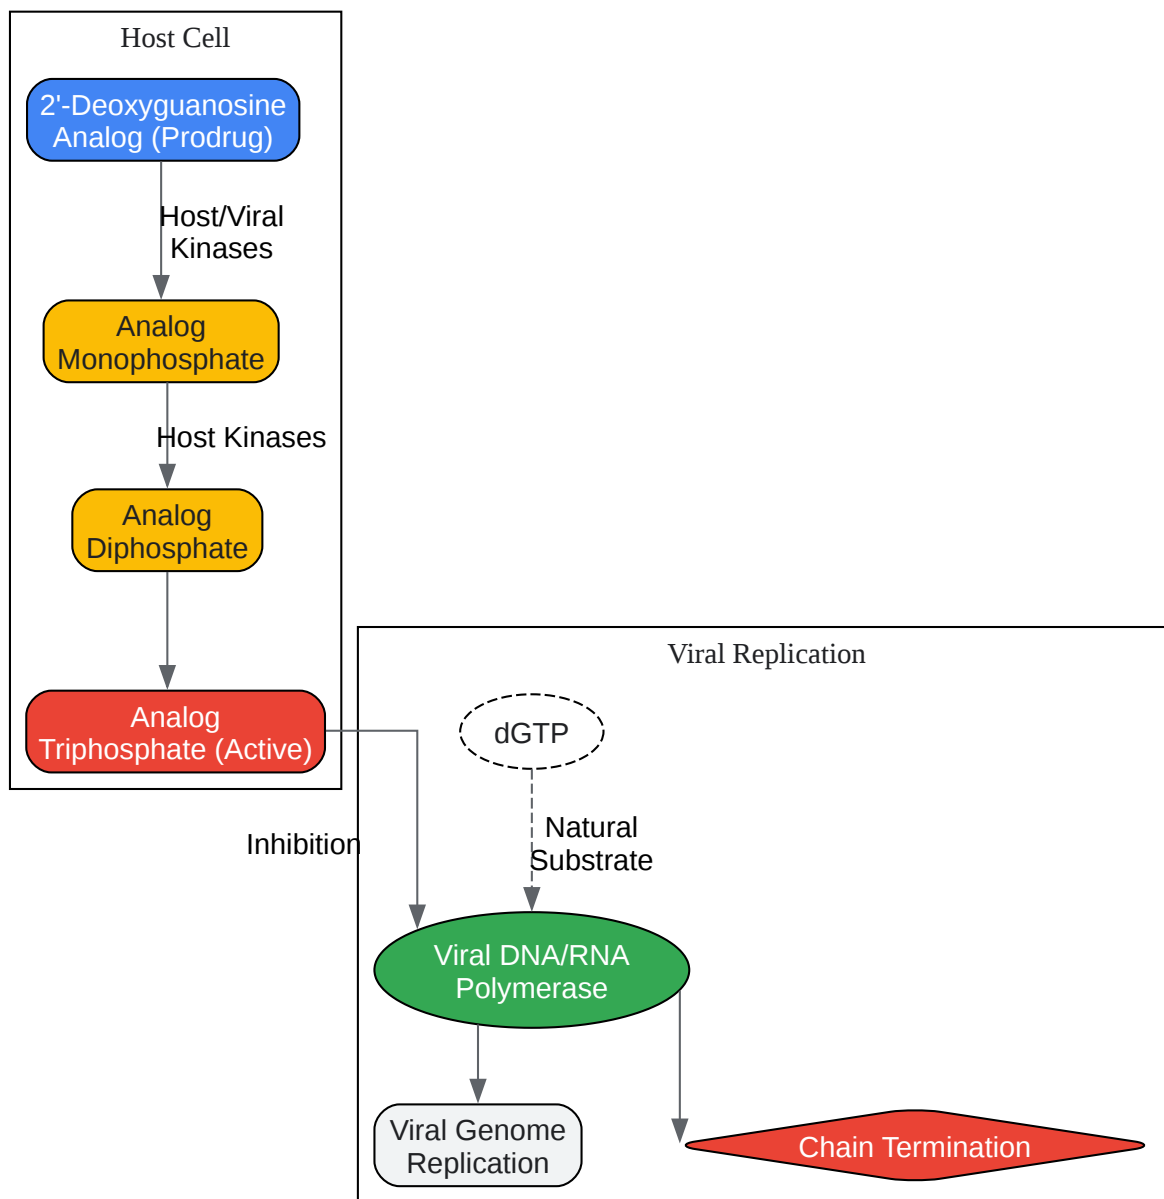 Host Cell
2'-Deoxyguanosine
Analog (Prodrug)
Host/Viral
Kinases
Analog
Monophosphate
Host Kinases
Analog
Diphosphate
Analog
Triphosphate (Active)
Inhibition
Viral Replication
dGTP
Natural
Substrate
Viral DNA/RNA
Polymerase
Viral Genome
Replication
Chain Termination